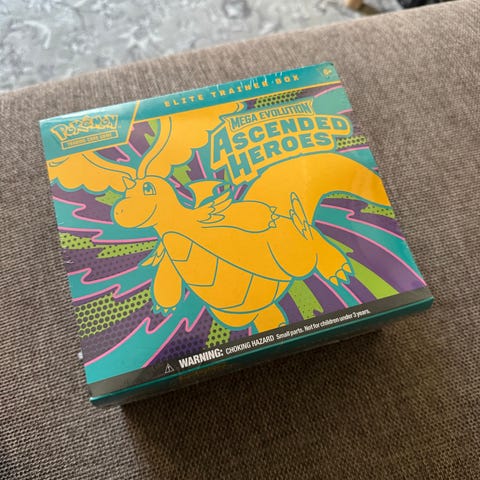 ELITE TRAINER BOX
6+
POKÉMON
TRADING CARD GAME
MEGA EVOLUTION
ASCENDED
HEROES
WARNING: CHOKING HAZARD Small parts. Not for children under 3 years.